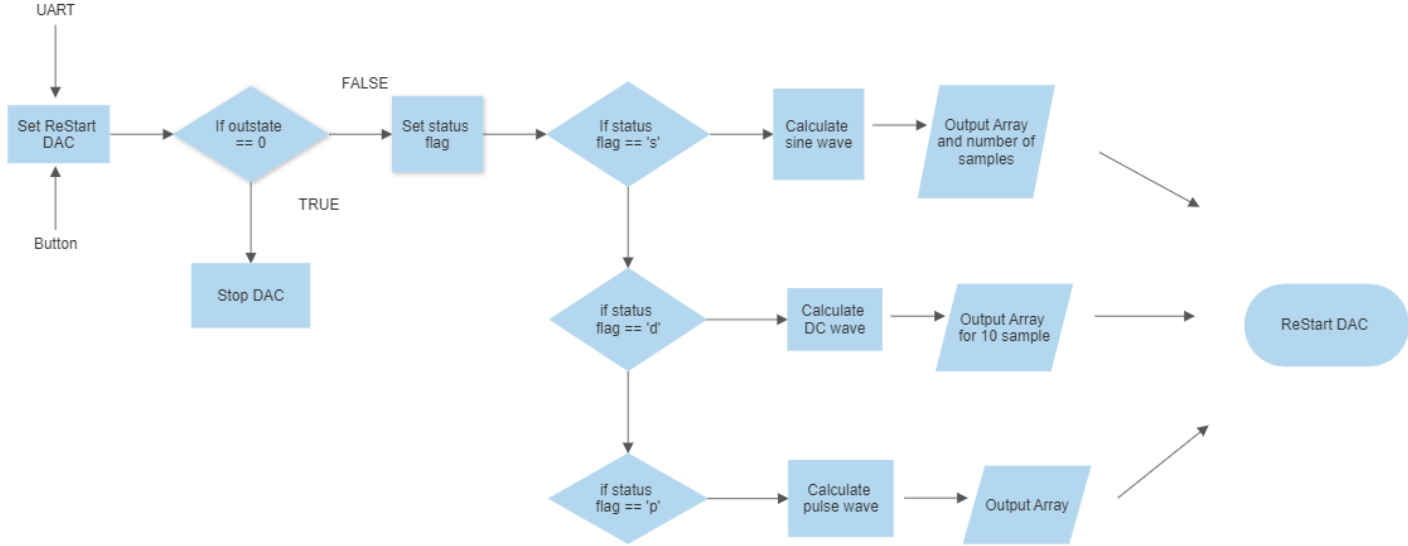 UART
Set ReStart
DAC
Button
If outstate
== 0
FALSE
TRUE
Stop DAC
Set status
flag
If status
flag == 's'
Calculate
sine wave
Output Array
and number of
samples
if status
flag == 'd'
Calculate
DC wave
Output Array
for 10 sample
if status
flag == 'p'
Calculate
pulse wave
Output Array
ReStart DAC